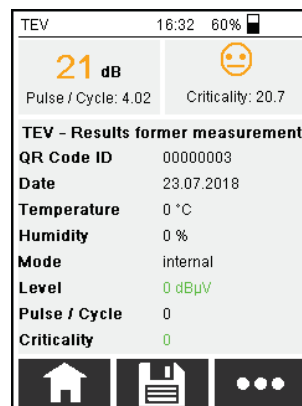 TEV 16:32 60%
21 dB
Pulse / Cycle: 4.02 Criticality: 20.7
TEV - Results former measurement
QR Code ID 00000003
Date 23.07.2018
Temperature 0 °C
Humidity 0 %
Mode internal
Level 0 dBµV
Pulse / Cycle 0
Criticality 0